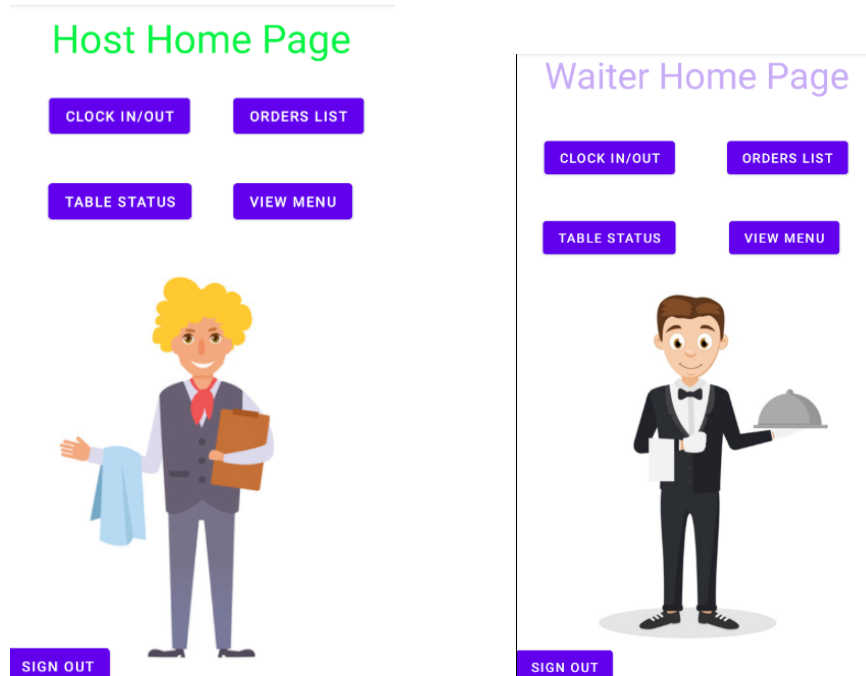 Host Home Page
CLOCK IN/OUT ORDERS LIST
TABLE STATUS VIEW MENU
SIGN OUT
Waiter Home Page
CLOCK IN/OUT ORDERS LIST
TABLE STATUS VIEW MENU
SIGN OUT